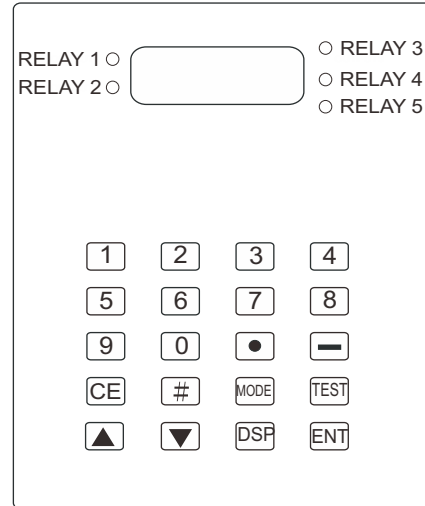 RELAY 1 RELAY 3
RELAY 2 RELAY 4
RELAY 5
1 2 3 4
5 6 7 8
9 0 • —
CE # MODE TEST
▲ ▼ DSP ENT